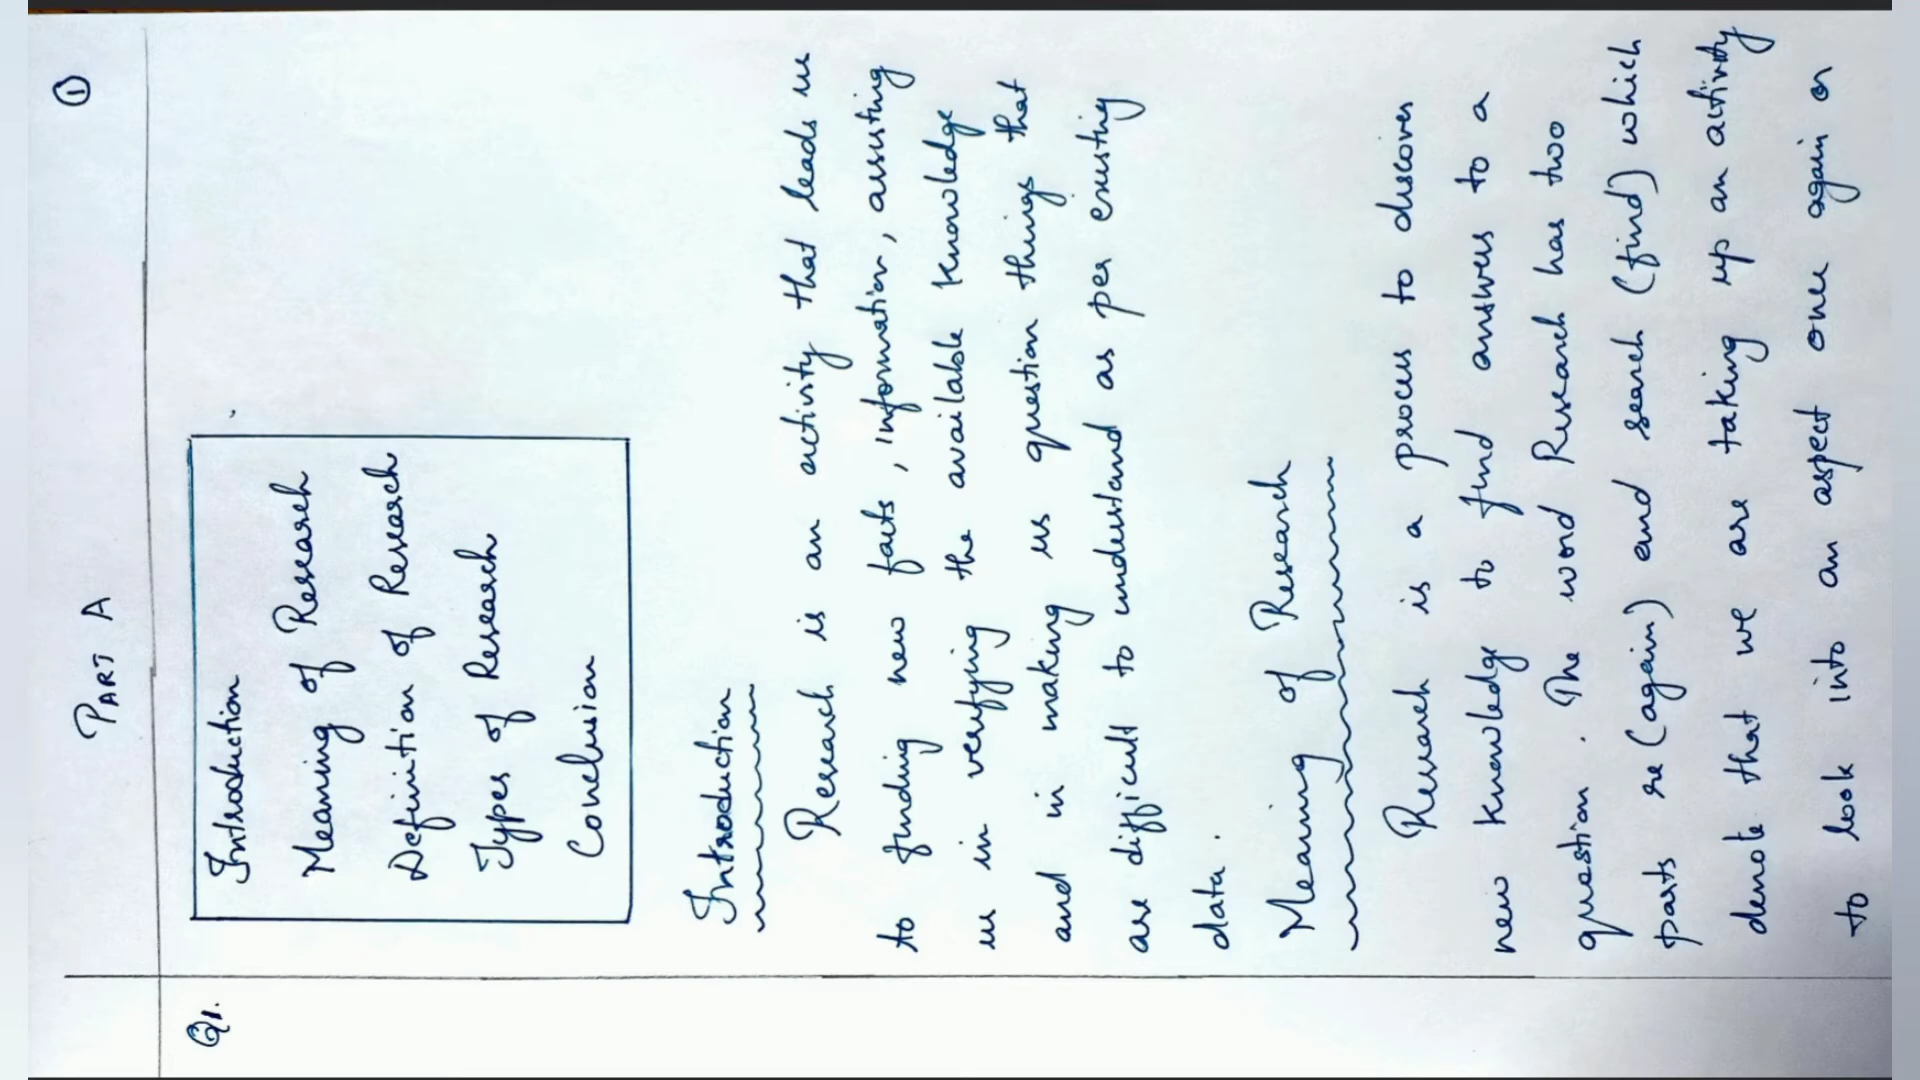 ①
PART A
Q1.
Introduction
Meaning of Research
Definition of Research
Types of Research
Conclusion
Introduction
Research is an activity that leads us
to finding new facts, information, assisting
us in verifying the available knowledge
and in making us question things that
are difficult to understand as per existing
data.
Meaning of Research
Research is a process to discover
new knowledge to find answers to a
question. The word Research has two
parts re (again) and search (find) which
denote that we are taking up an activity
to look into an aspect over again or